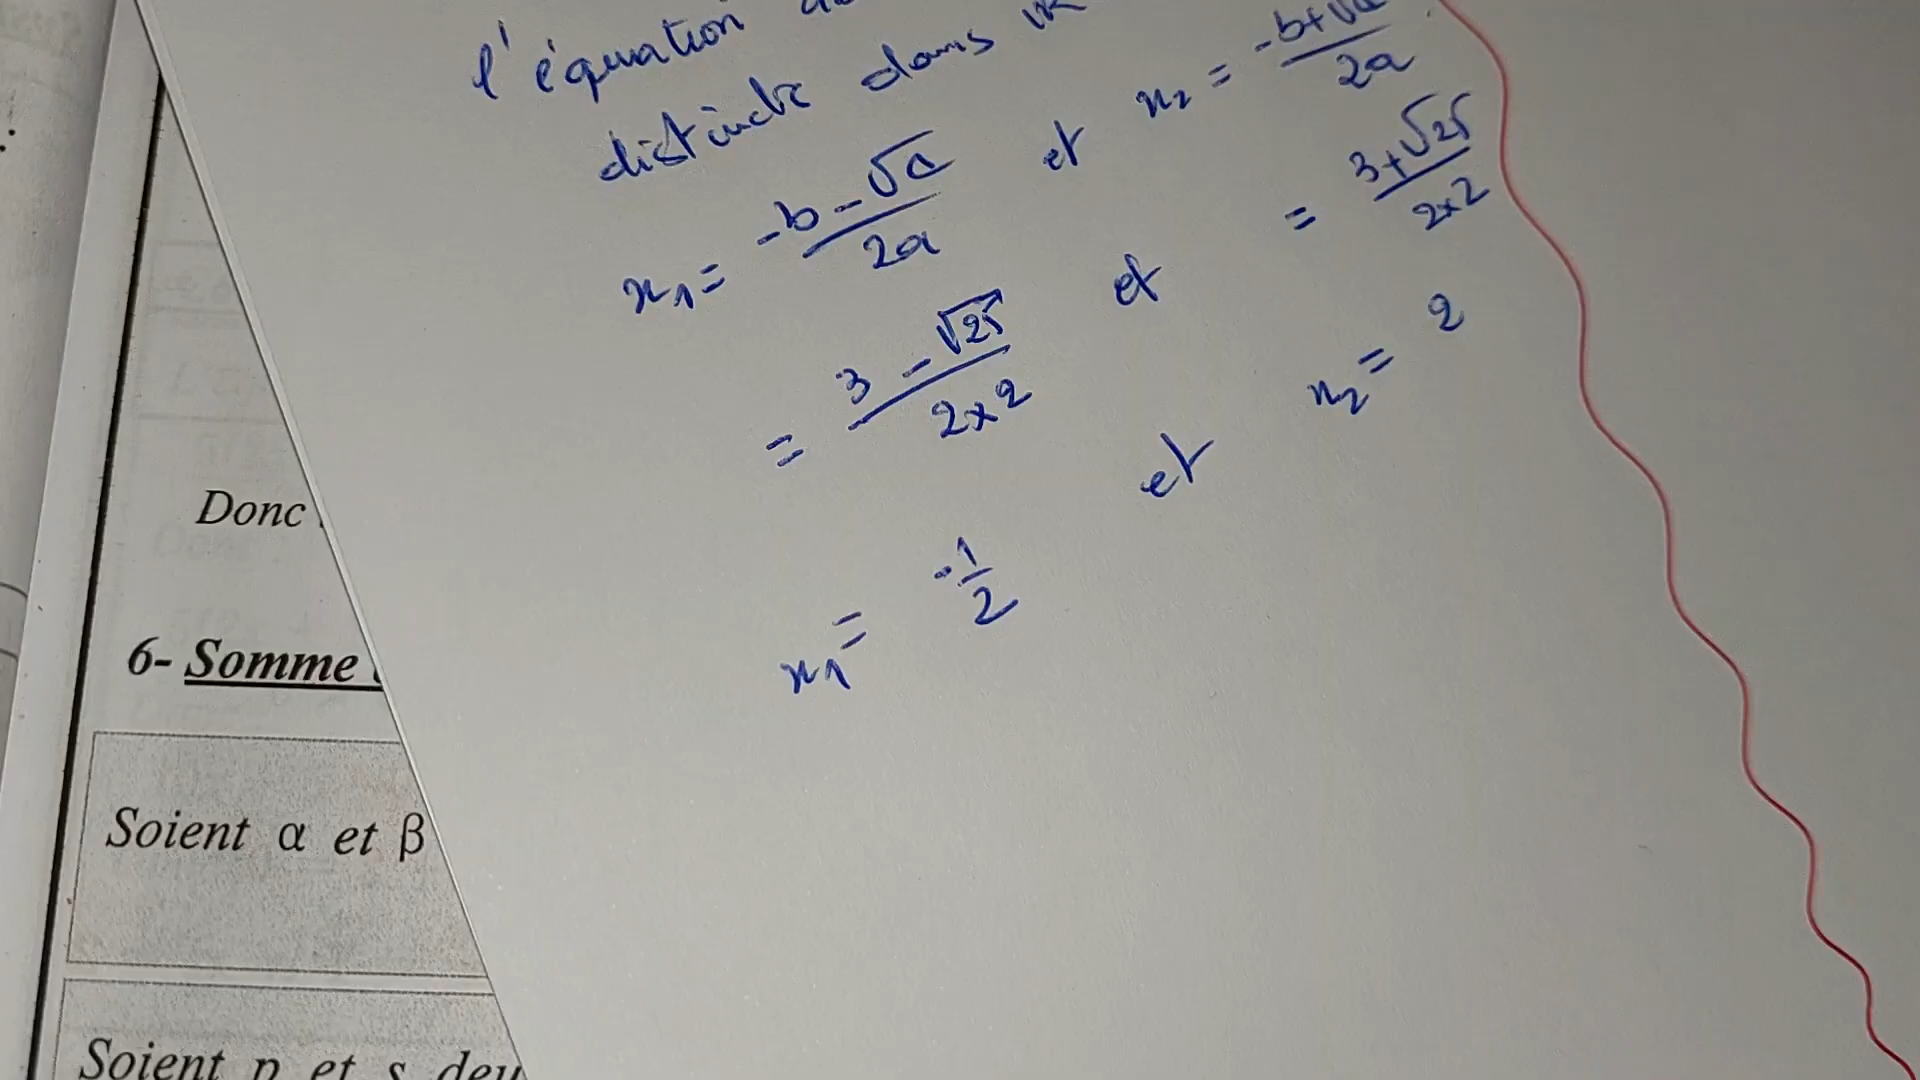 l'équation
distincte dans
x₁ = (-b - √Δ)/2a et x₂ = (-b + √Δ)/2a
= (3 - √25)/(2×2) et = (3 + √25)/(2×2)
x₁ = -1/2 et x₂ = 2
Donc
6- Somme
Soient α et β
Soient p et s deu